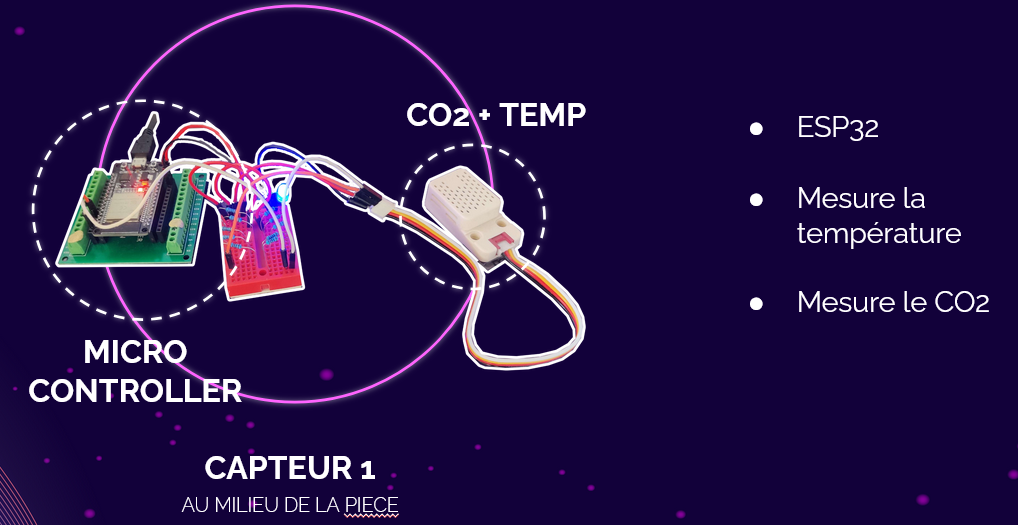 CO2 + TEMP
MICRO
CONTROLLER
CAPTEUR 1
AU MILIEU DE LA PIECE
ESP32
Mesure la
température
Mesure le CO2